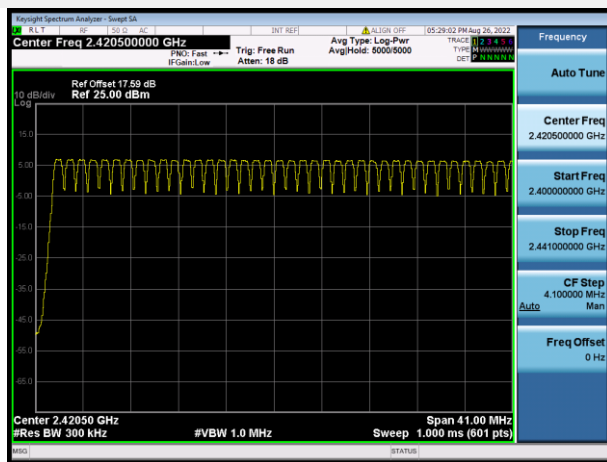 Keysight Spectrum Analyzer - Swept SA
RLT RF 50 Ω AC INT REF ALIGN OFF 05:29:02 PM Aug 26, 2022
Center Freq 2.420500000 GHz
PNO: Fast
IFGain:Low
Trig: Free Run
Atten: 18 dB
Avg Type: Log-Pwr
Avg|Hold: 5000/5000
TRACE 1 2 3 4 5 6
TYPE
DET P N N N N N
Frequency
Auto Tune
Center Freq
2.420500000 GHz
Start Freq
2.400000000 GHz
Stop Freq
2.441000000 GHz
CF Step
4.100000 MHz
Auto Man
Freq Offset
0 Hz
Ref Offset 17.59 dB
10 dB/div Ref 25.00 dBm
Log
15.0
5.00
-5.00
-15.0
-25.0
-35.0
-45.0
-55.0
-65.0
Center 2.42050 GHz Span 41.00 MHz
#Res BW 300 kHz #VBW 1.0 MHz Sweep 1.000 ms (601 pts)
MSG STATUS